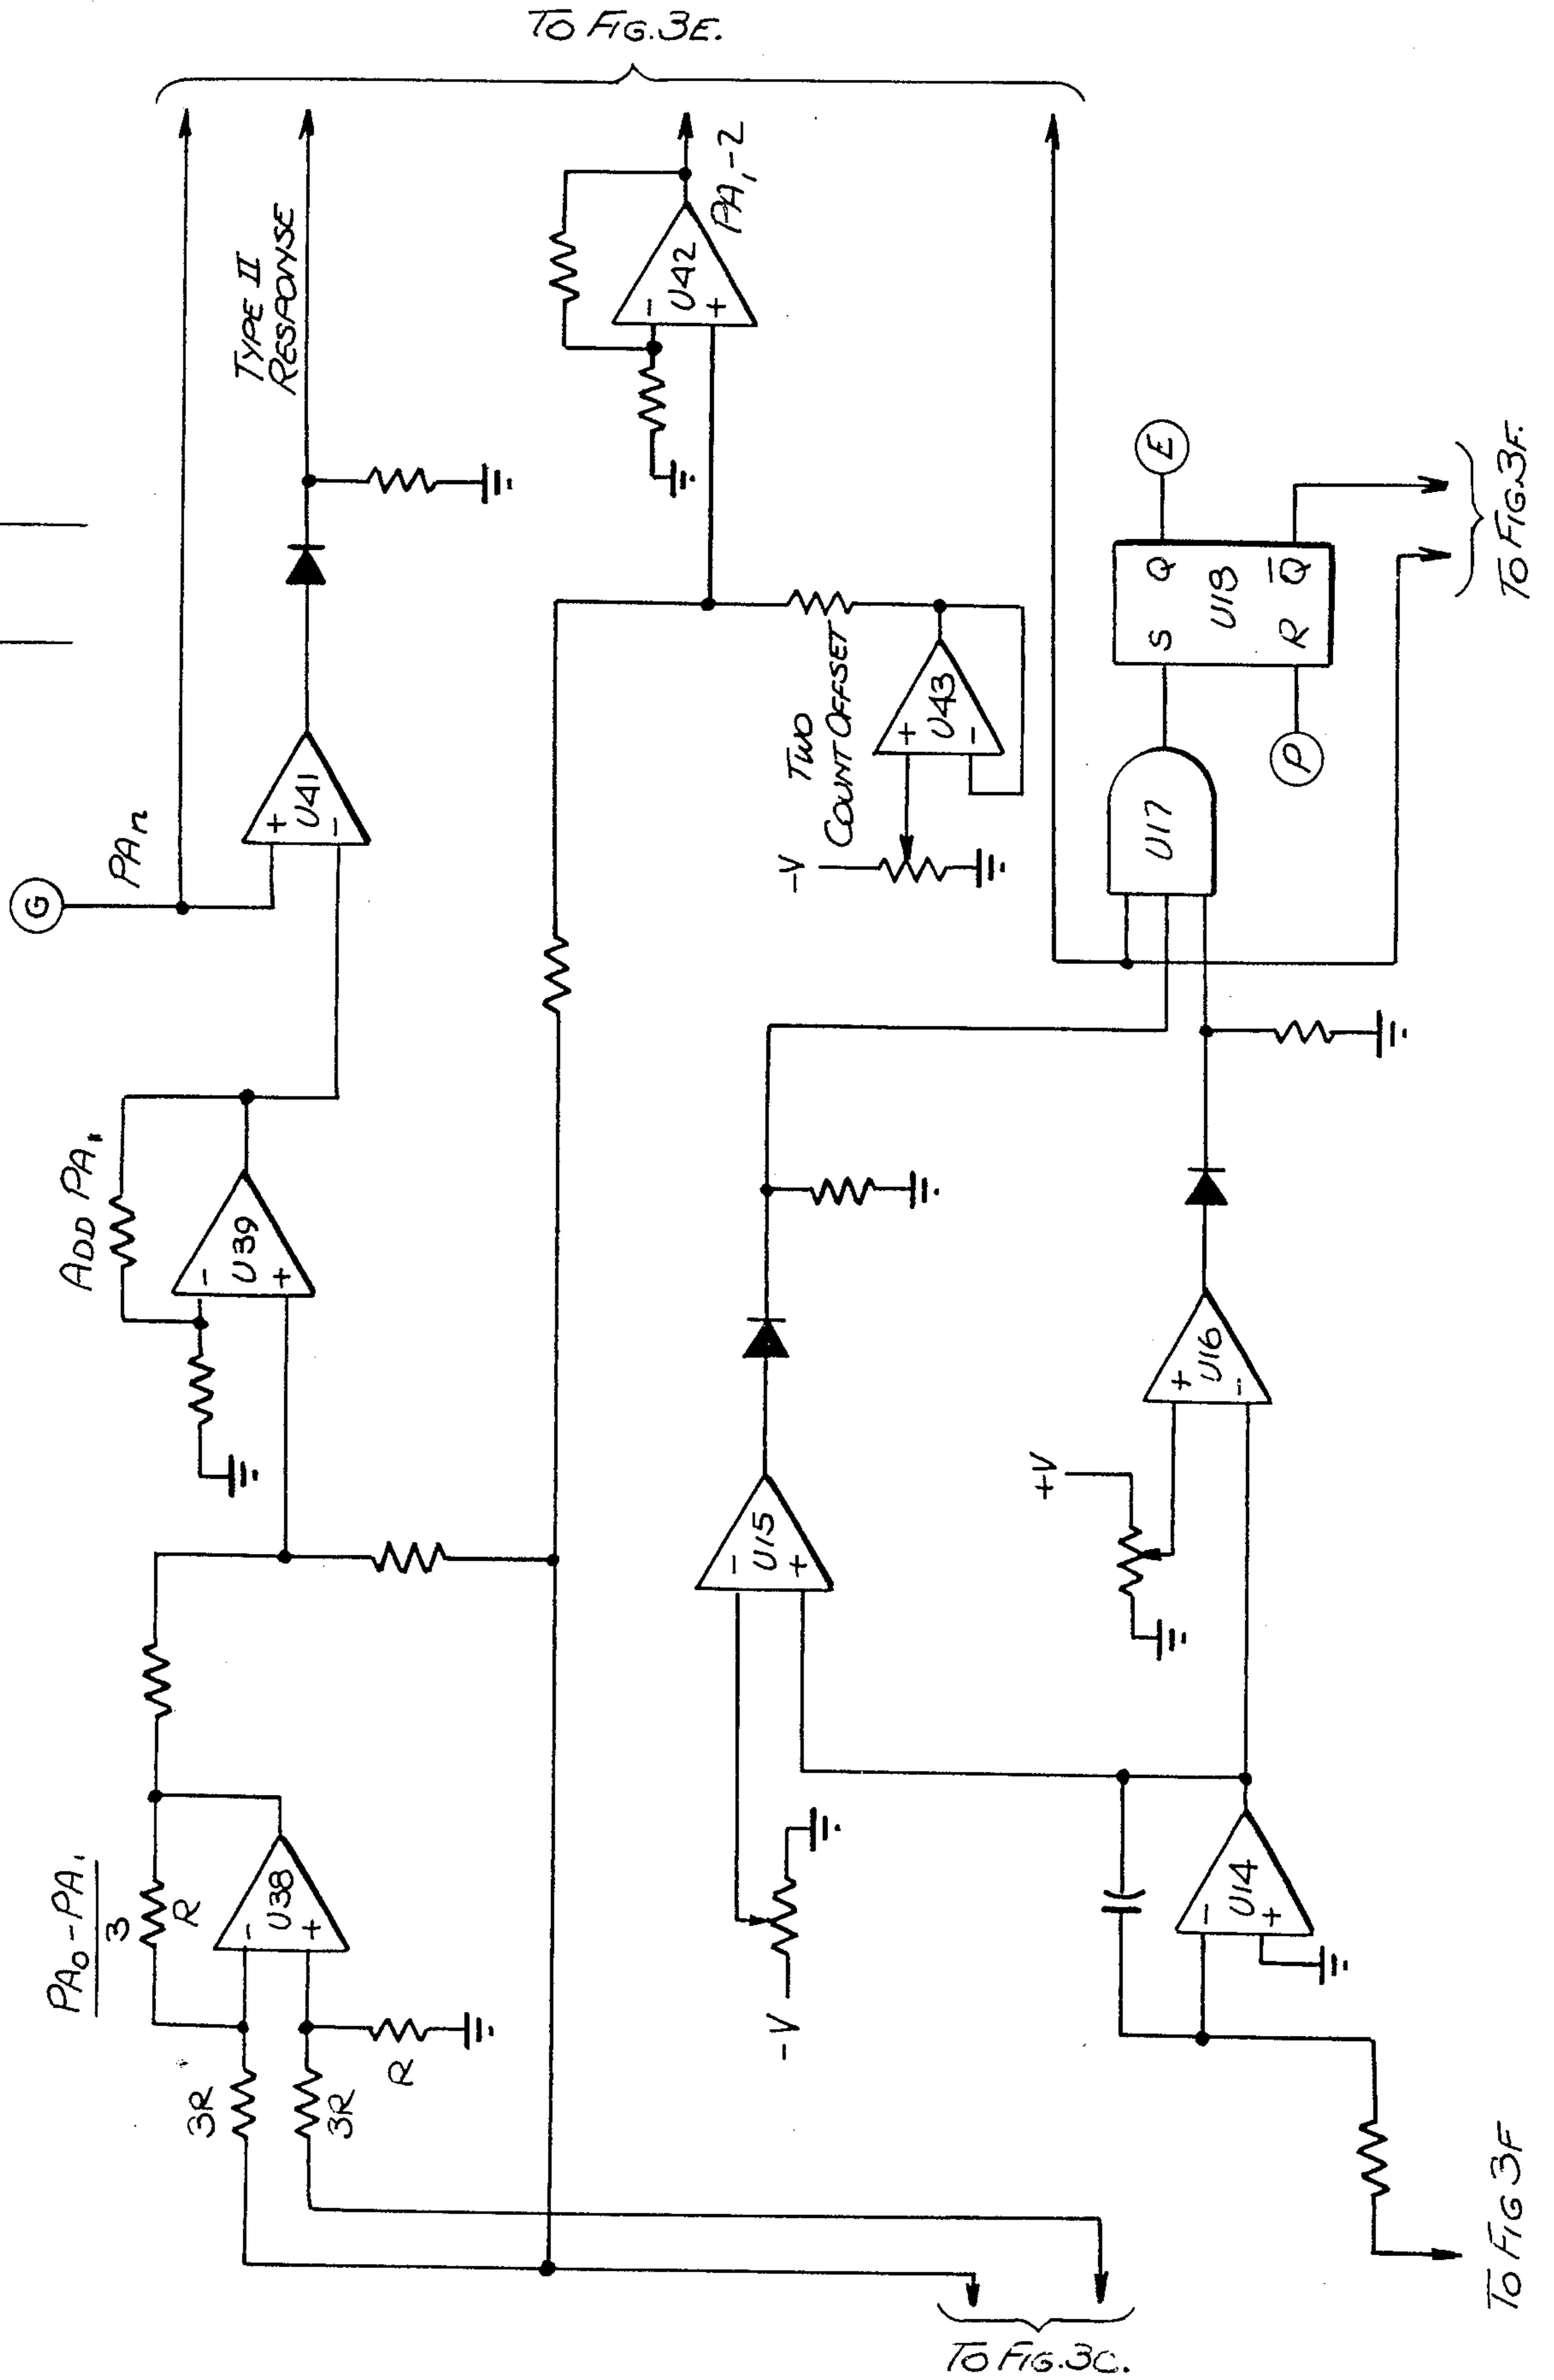 TO FIG. 3E.
G
PAn
TYPE II
RESPONSE
+
U41
-
ADD PA1
-
U39
+
PA0-PA1
3
R
-
U38
+
3R
3R
R
-
U42
+
PA1-2
TWO
COUNT OFFSET
-V
+
U43
-
E
S Q
U18
R Q̅
P
U17
-
U15
+
-V
+V
+
U16
-
-
U14
+
TO FIG. 3F.
TO FIG 3F
TO FIG. 3C.